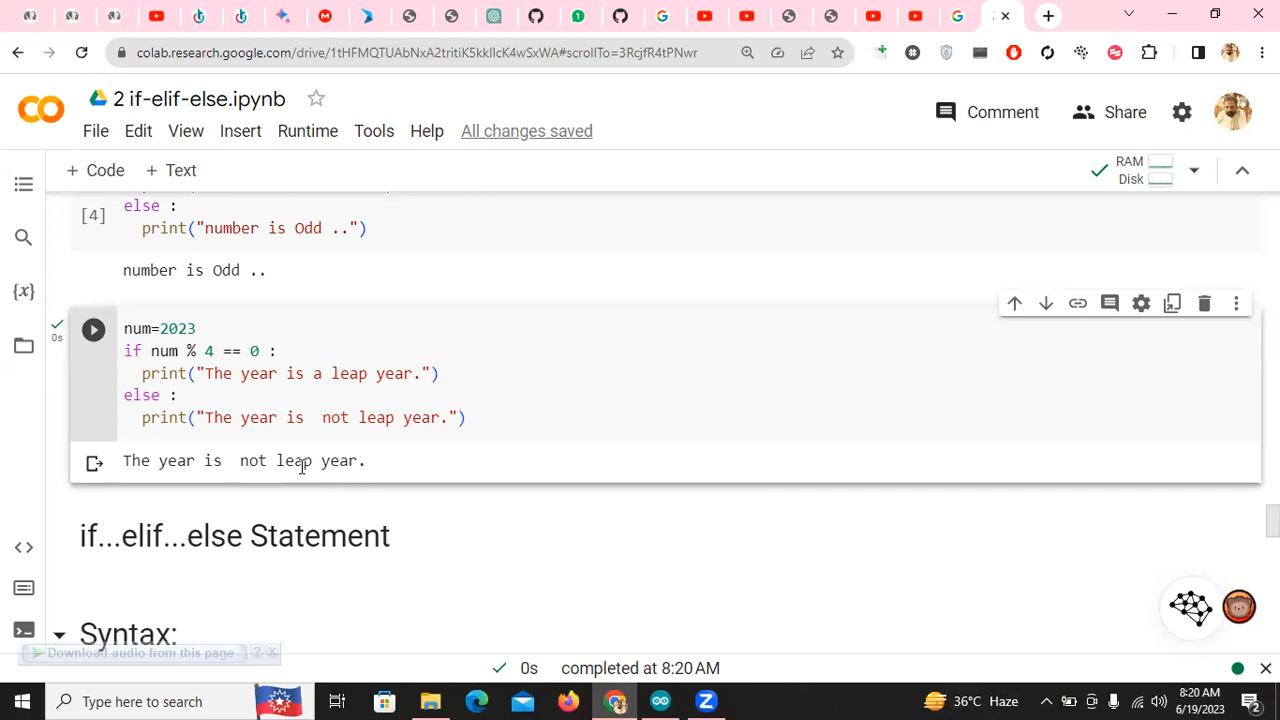 colab.research.google.com/drive/1tHFMQTUAbNxA2tritiK5kIlcK4wSxWA#scrollTo=3RcjfR4tPNwr
2 if-elif-else.ipynb
Comment
Share
File Edit View Insert Runtime Tools Help All changes saved
+ Code + Text
RAM
Disk
else :
[4]
print("number is Odd ..")
number is Odd ..
num=2023
0s
if num % 4 == 0 :
print("The year is a leap year.")
else :
print("The year is  not leap year.")
The year is  not leap year.
if...elif...else Statement
Syntax:
Download audio from this page ? x
0s completed at 8:20 AM
Type here to search
36°C Haze
8:20 AM
6/19/2023
2